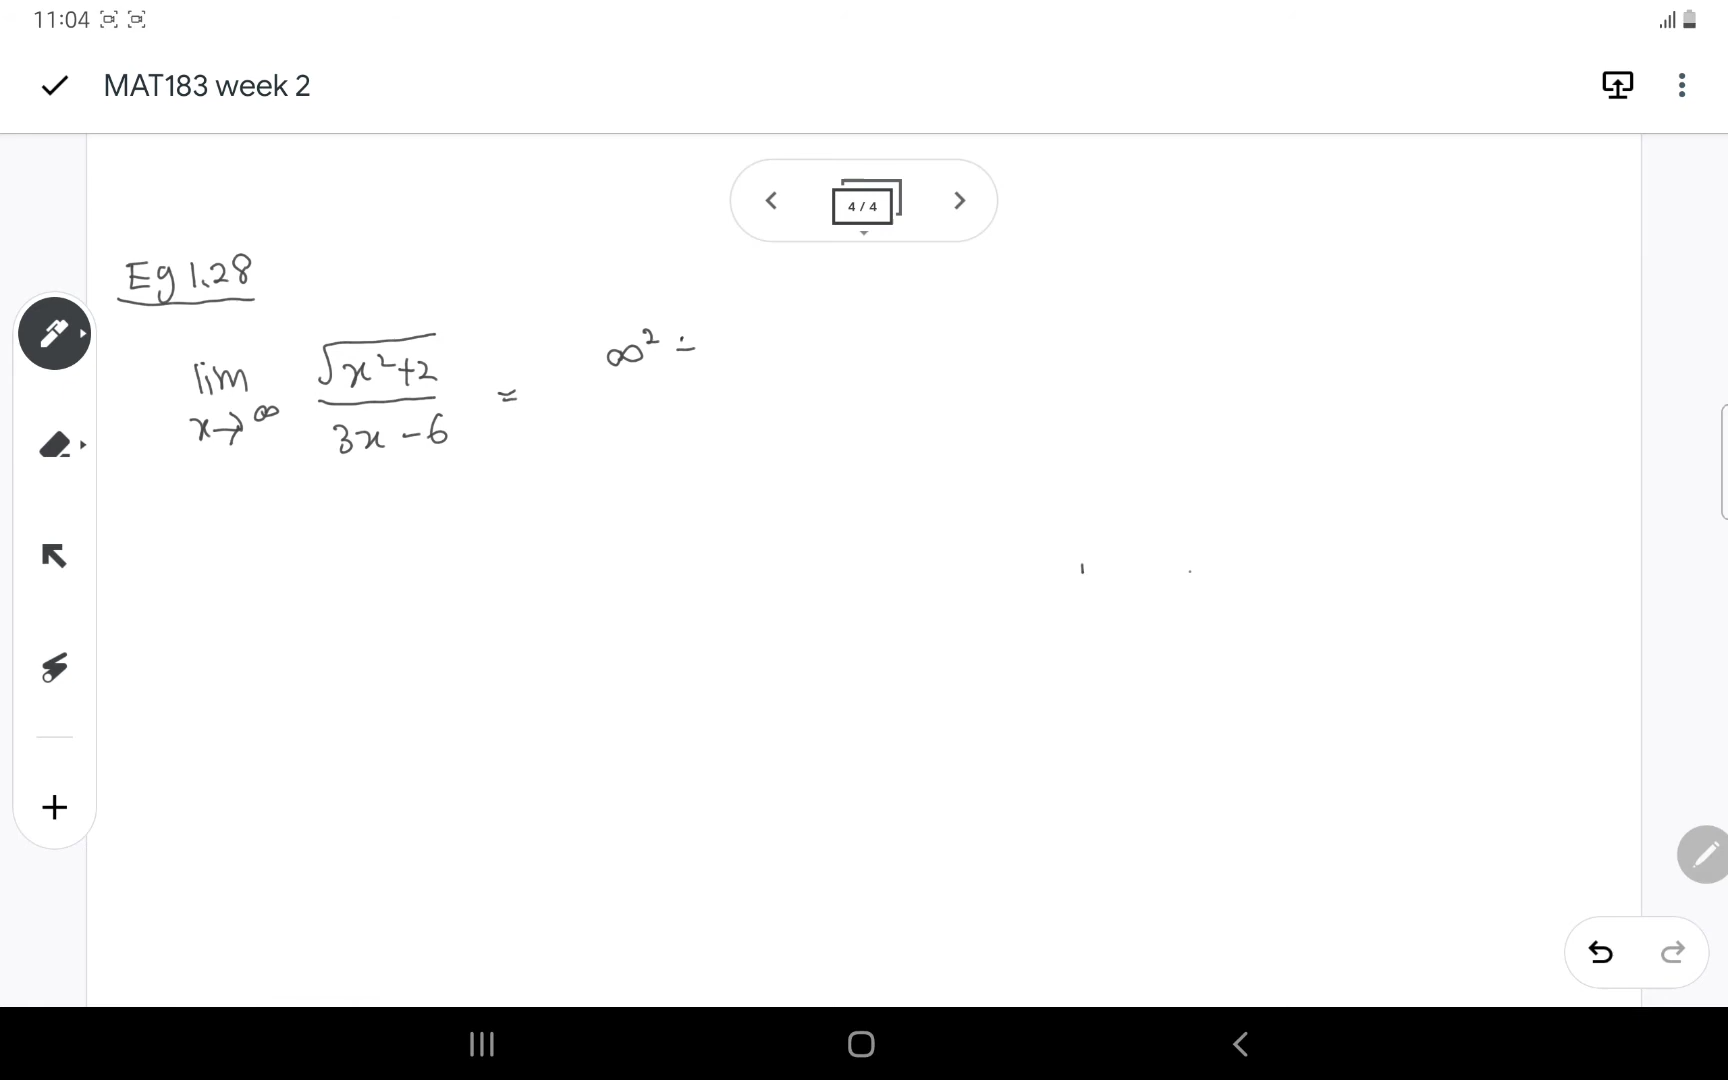 11:04
MAT183 week 2
4 / 4
Eg 1.28
lim x→∞ √(x²+2) / (3x-6) =
∞² =